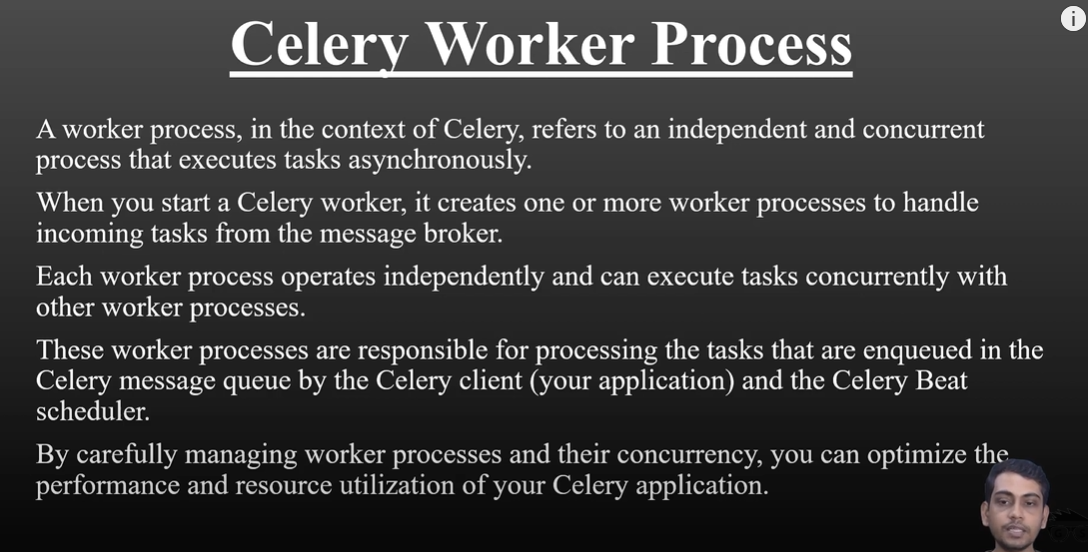 Celery Worker Process
A worker process, in the context of Celery, refers to an independent and concurrent
process that executes tasks asynchronously.
When you start a Celery worker, it creates one or more worker processes to handle
incoming tasks from the message broker.
Each worker process operates independently and can execute tasks concurrently with
other worker processes.
These worker processes are responsible for processing the tasks that are enqueued in the
Celery message queue by the Celery client (your application) and the Celery Beat
scheduler.
By carefully managing worker processes and their concurrency, you can optimize the
performance and resource utilization of your Celery application.